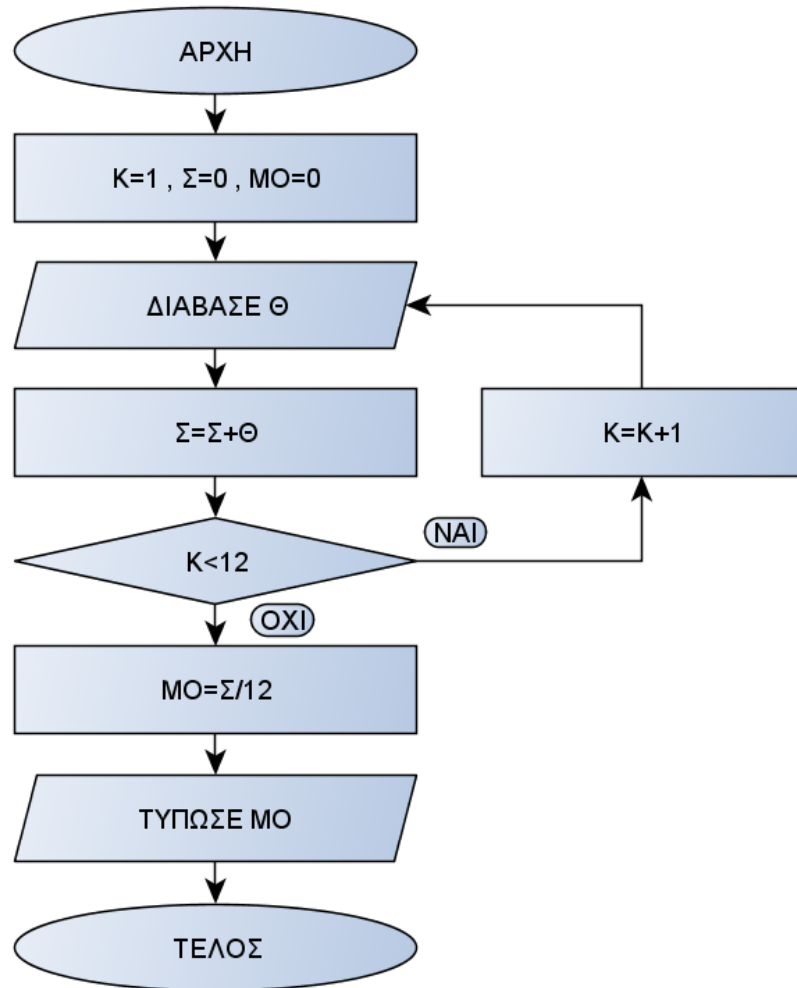 ΑΡΧΗ
Κ=1 , Σ=0 , ΜΟ=0
ΔΙΑΒΑΣΕ Θ
Σ=Σ+Θ
Κ=Κ+1
Κ<12
ΝΑΙ
ΟΧΙ
ΜΟ=Σ/12
ΤΥΠΩΣΕ ΜΟ
ΤΕΛΟΣ